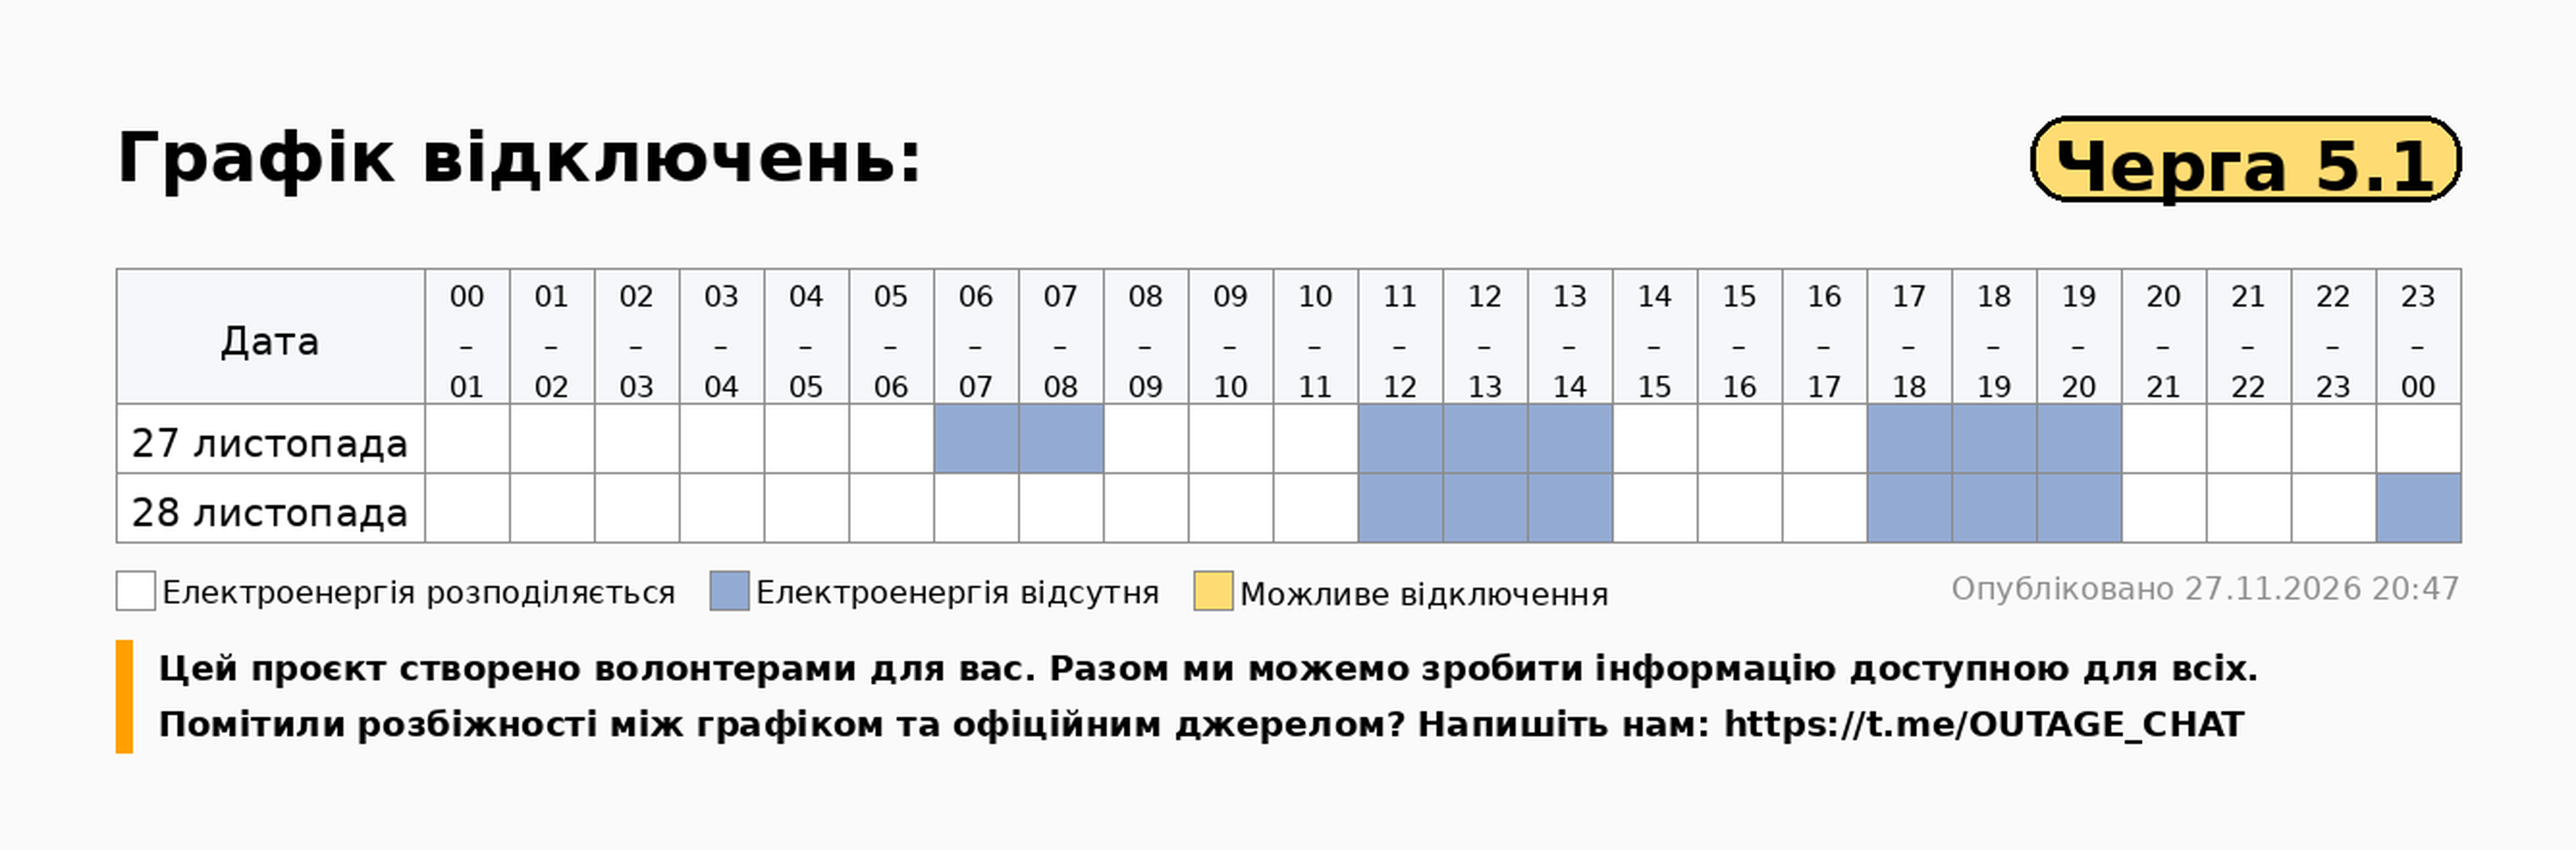 Графік відключень:
Черга 5.1
Дата 00 – 01 01 – 02 02 – 03 03 – 04 04 – 05 05 – 06 06 – 07 07 – 08 08 – 09 09 – 10 10 – 11 11 – 12 12 – 13 13 – 14 14 – 15 15 – 16 16 – 17 17 – 18 18 – 19 19 – 20 20 – 21 21 – 22 22 – 23 23 – 00
27 листопада
28 листопада
Електроенергія розподіляється Електроенергія відсутня Можливе відключення
Опубліковано 27.11.2026 20:47
Цей проєкт створено волонтерами для вас. Разом ми можемо зробити інформацію доступною для всіх.
Помітили розбіжності між графіком та офіційним джерелом? Напишіть нам: https://t.me/OUTAGE_CHAT